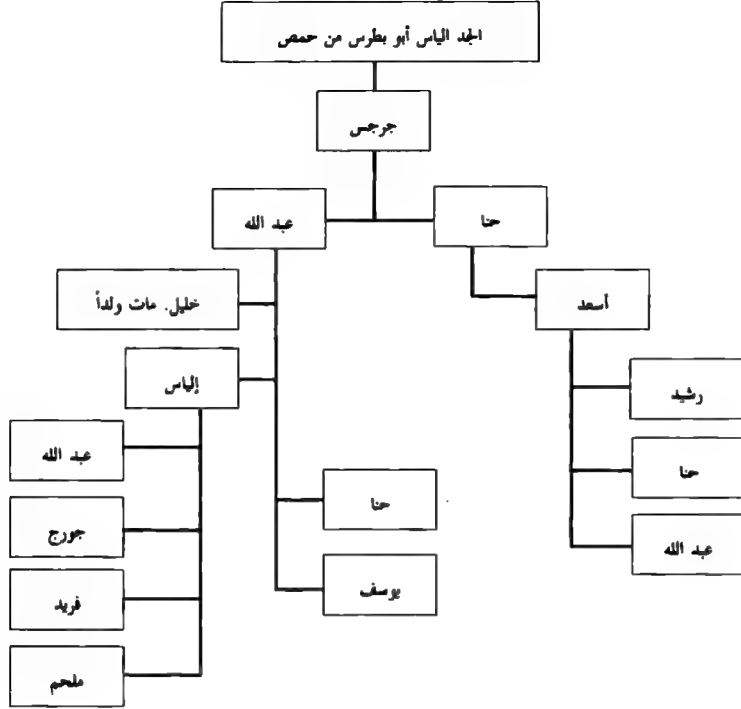 الجد الياس أبو بطرس من حمص
جرجس
حنا
عبد الله
أسعد
خليل. مات ولداً
إلياس
رشيد
عبد الله
حنا
حنا
جورج
عبد الله
يوسف
فريد
ملحم